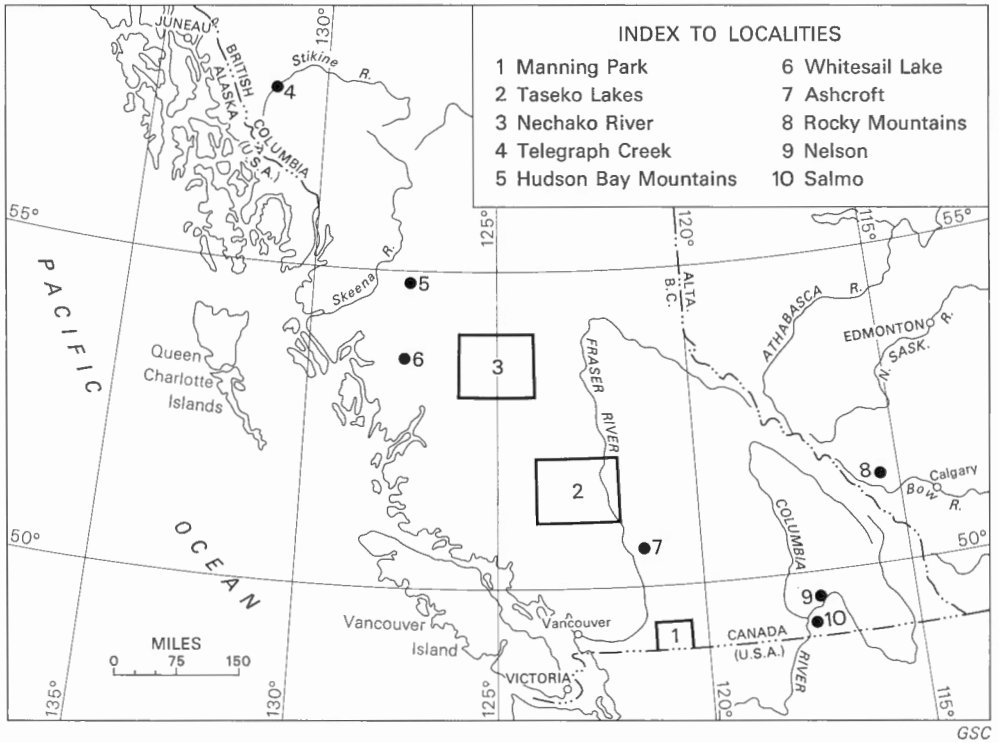 INDEX TO LOCALITIES
1 Manning Park
2 Taseko Lakes
3 Nechako River
4 Telegraph Creek
5 Hudson Bay Mountains
6 Whitesail Lake
7 Ashcroft
8 Rocky Mountains
9 Nelson
10 Salmo
JUNEAU
130°
Stikine R.
4
BRITISH
COLUMBIA
ALASKA
(U.S.A.)
55°
125°
120°
115°
55°
ALTA.
B.C.
Skeena R.
5
6
3
PACIFIC
OCEAN
Queen
Charlotte
Islands
FRASER
RIVER
ATHABASCA R.
EDMONTON
N. SASK. R.
8
Calgary
Bow R.
2
7
COLUMBIA
RIVER
50°
50°
9
10
Vancouver
Island
Vancouver
1
CANADA
(U.S.A.)
VICTORIA
MILES
0 75 150
135°
130°
125°
120°
115°
GSC